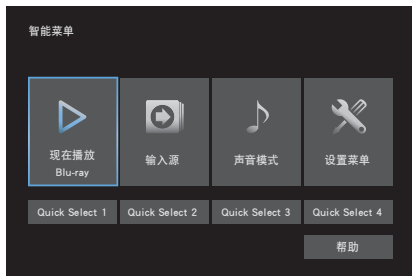 智能菜单
现在播放
Blu-ray
输入源
声音模式
设置菜单
Quick Select 1
Quick Select 2
Quick Select 3
Quick Select 4
帮助